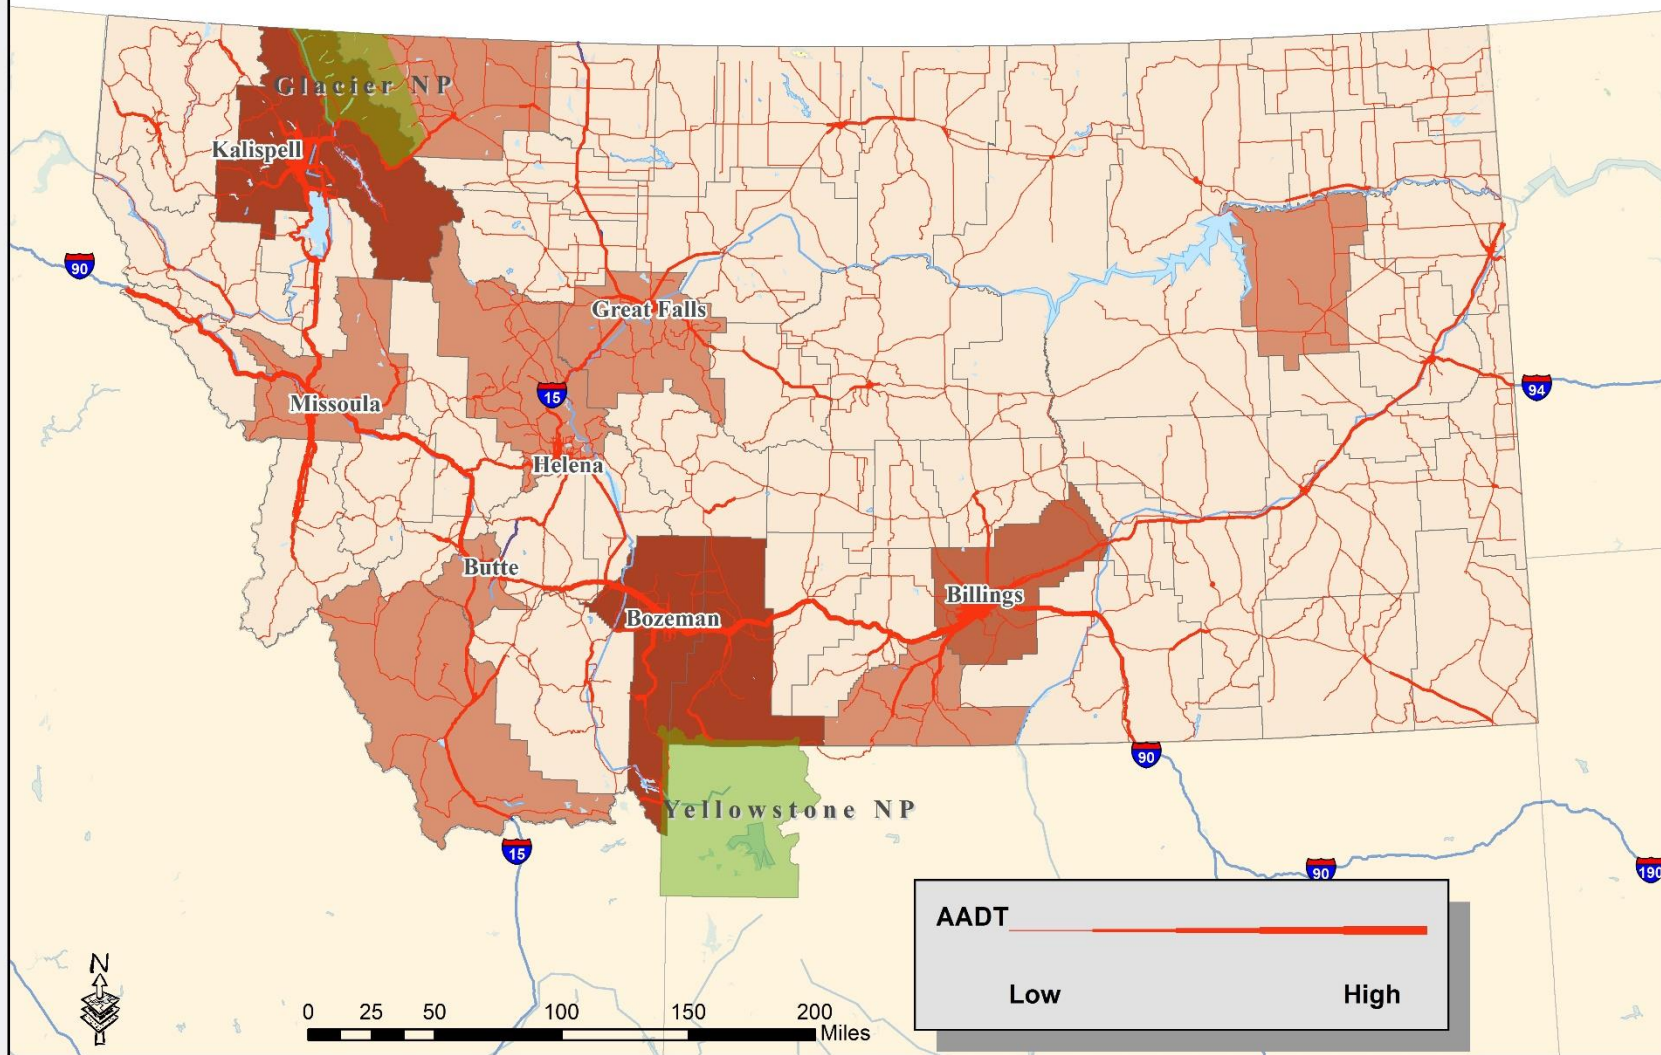 Glacier NP
Kalispell
90
Great Falls
15
94
Missoula
Helena
Butte
Billings
Bozeman
90
Yellowstone NP
15
90
190
AADT
Low High
N
0 25 50 100 150 200
Miles